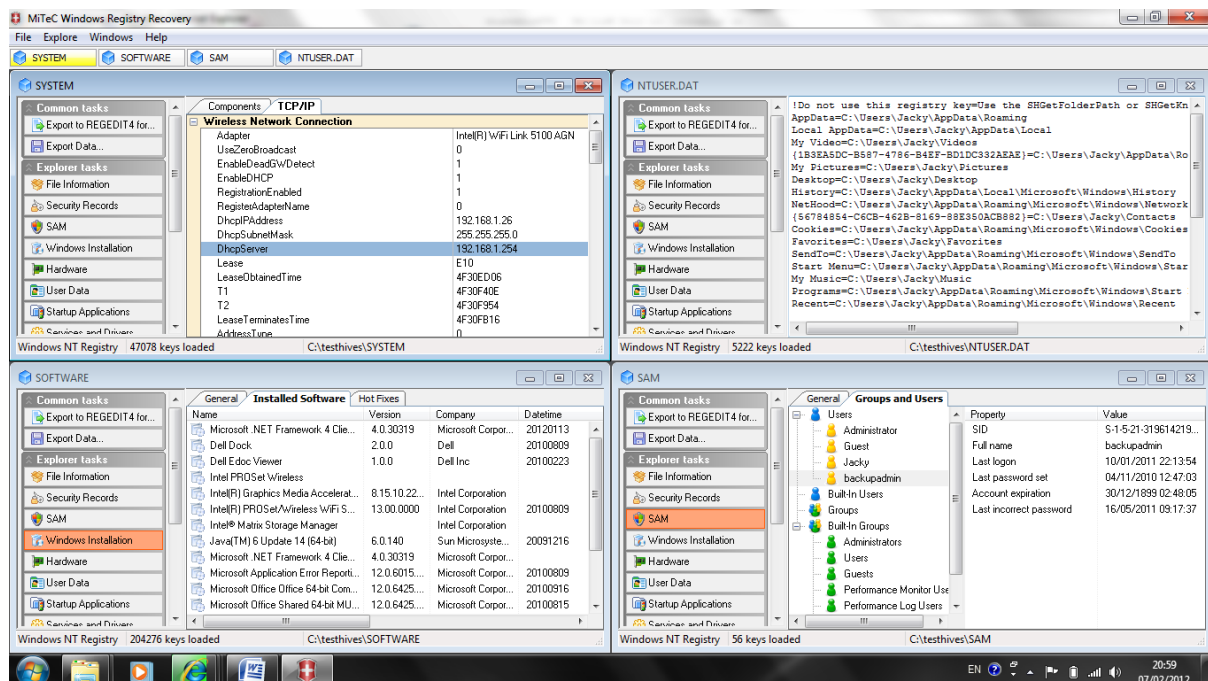 MiTeC Windows Registry Recovery
File Explore Windows Help
SYSTEM SOFTWARE SAM NTUSER.DAT
SYSTEM
Common tasks
Export to REGEDIT4 for...
Export Data...
Explorer tasks
File Information
Security Records
SAM
Windows Installation
Hardware
User Data
Startup Applications
Services and Drivers
Components TCP/IP
Wireless Network Connection
Adapter Intel(R) WiFi Link 5100 AGN
UseZeroBroadcast 0
EnableDeadGWDetect 1
EnableDHCP 1
RegistrationEnabled 1
RegisterAdapterName 0
DhcpIPAddress 192.168.1.26
DhcpSubnetMask 255.255.255.0
DhcpServer 192.168.1.254
Lease E10
LeaseObtainedTime 4F30ED06
T1 4F30F40E
T2 4F30F954
LeaseTerminatesTime 4F30FB16
AddressType 0
Windows NT Registry 47078 keys loaded C:\testhives\SYSTEM
NTUSER.DAT
Common tasks
Export to REGEDIT4 for...
Export Data...
Explorer tasks
File Information
Security Records
SAM
Windows Installation
Hardware
User Data
Startup Applications
Services and Drivers
!Do not use this registry key=Use the SHGetFolderPath or SHGetKn
AppData=C:\Users\Jacky\AppData\Roaming
Local AppData=C:\Users\Jacky\AppData\Local
My Video=C:\Users\Jacky\Videos
{1B3EA5DC-B587-4786-B4EF-BD1DC332AEAE}=C:\Users\Jacky\AppData\Ro
My Pictures=C:\Users\Jacky\Pictures
Desktop=C:\Users\Jacky\Desktop
History=C:\Users\Jacky\AppData\Local\Microsoft\Windows\History
NetHood=C:\Users\Jacky\AppData\Roaming\Microsoft\Windows\Network
{56784854-C6CB-462B-8169-88E350ACB882}=C:\Users\Jacky\Contacts
Cookies=C:\Users\Jacky\AppData\Roaming\Microsoft\Windows\Cookies
Favorites=C:\Users\Jacky\Favorites
SendTo=C:\Users\Jacky\AppData\Roaming\Microsoft\Windows\SendTo
Start Menu=C:\Users\Jacky\AppData\Roaming\Microsoft\Windows\Star
My Music=C:\Users\Jacky\Music
Programs=C:\Users\Jacky\AppData\Roaming\Microsoft\Windows\Start
Recent=C:\Users\Jacky\AppData\Roaming\Microsoft\Windows\Recent
Windows NT Registry 5222 keys loaded C:\testhives\NTUSER.DAT
SOFTWARE
Common tasks
Export to REGEDIT4 for...
Export Data...
Explorer tasks
File Information
Security Records
SAM
Windows Installation
Hardware
User Data
Startup Applications
Services and Drivers
General Installed Software Hot Fixes
Name Version Company Datetime
Microsoft .NET Framework 4 Clie... 4.0.30319 Microsoft Corpor... 20120113
Dell Dock 2.0.0 Dell 20100809
Dell Edoc Viewer 1.0.0 Dell Inc 20100223
Intel PROSet Wireless
Intel(R) Graphics Media Accelerat... 8.15.10.22... Intel Corporation
Intel(R) PROSet/Wireless WiFi S... 13.00.0000 Intel Corporation 20100809
Intel® Matrix Storage Manager Intel Corporation
Java(TM) 6 Update 14 (64-bit) 6.0.140 Sun Microsyste... 20091216
Microsoft .NET Framework 4 Clie... 4.0.30319 Microsoft Corpor...
Microsoft Application Error Reporti... 12.0.6015.... Microsoft Corpor... 20100809
Microsoft Office Office 64-bit Com... 12.0.6425.... Microsoft Corpor... 20100916
Microsoft Office Shared 64-bit MU... 12.0.6425.... Microsoft Corpor... 20100815
Windows NT Registry 204276 keys loaded C:\testhives\SOFTWARE
SAM
Common tasks
Export to REGEDIT4 for...
Export Data...
Explorer tasks
File Information
Security Records
SAM
Windows Installation
Hardware
User Data
Startup Applications
Services and Drivers
General Groups and Users
Users
Administrator
Guest
Jacky
backupadmin
Built-In Users
Groups
Built-In Groups
Administrators
Users
Guests
Performance Monitor Use
Performance Log Users
Property Value
SID S-1-5-21-319614219...
Full name backupadmin
Last logon 10/01/2011 22:13:54
Last password set 04/11/2010 12:47:03
Account expiration 30/12/1899 02:48:05
Last incorrect password 16/05/2011 09:17:37
Windows NT Registry 56 keys loaded C:\testhives\SAM
EN 20:59
07/02/2012